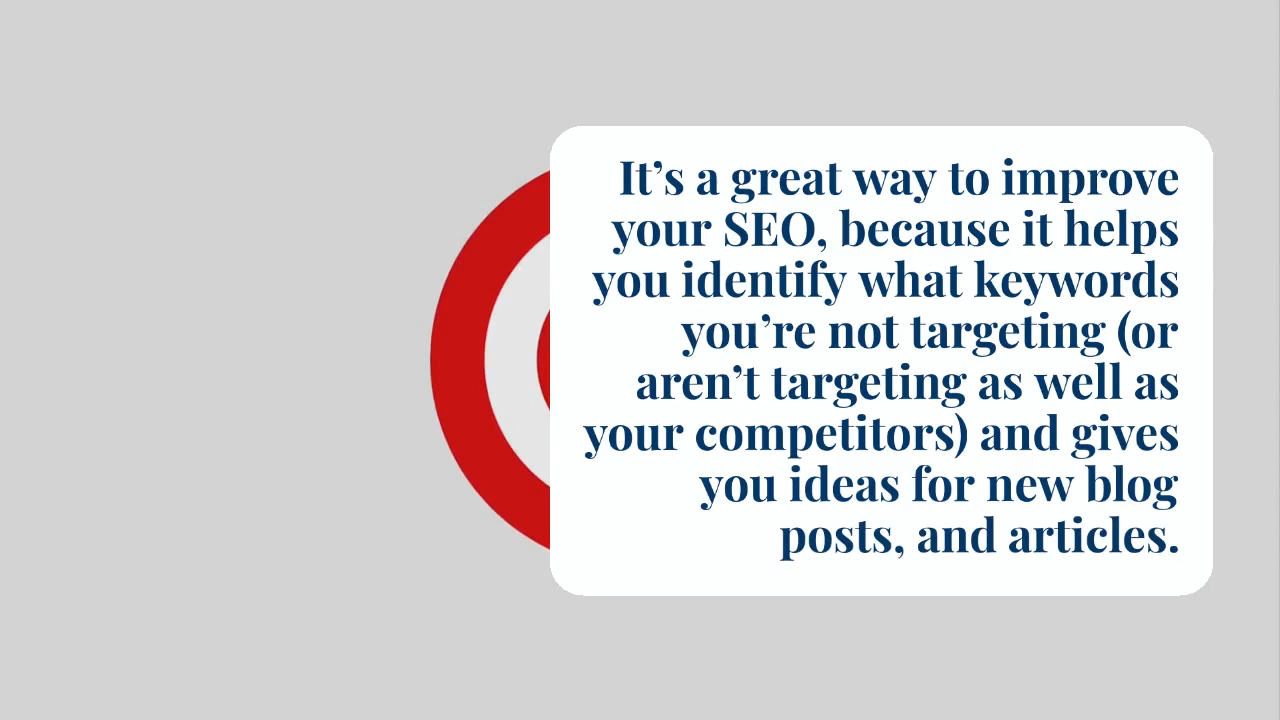 It’s a great way to improve
your SEO, because it helps
you identify what keywords
you’re not targeting (or
aren’t targeting as well as
your competitors) and gives
you ideas for new blog
posts, and articles.